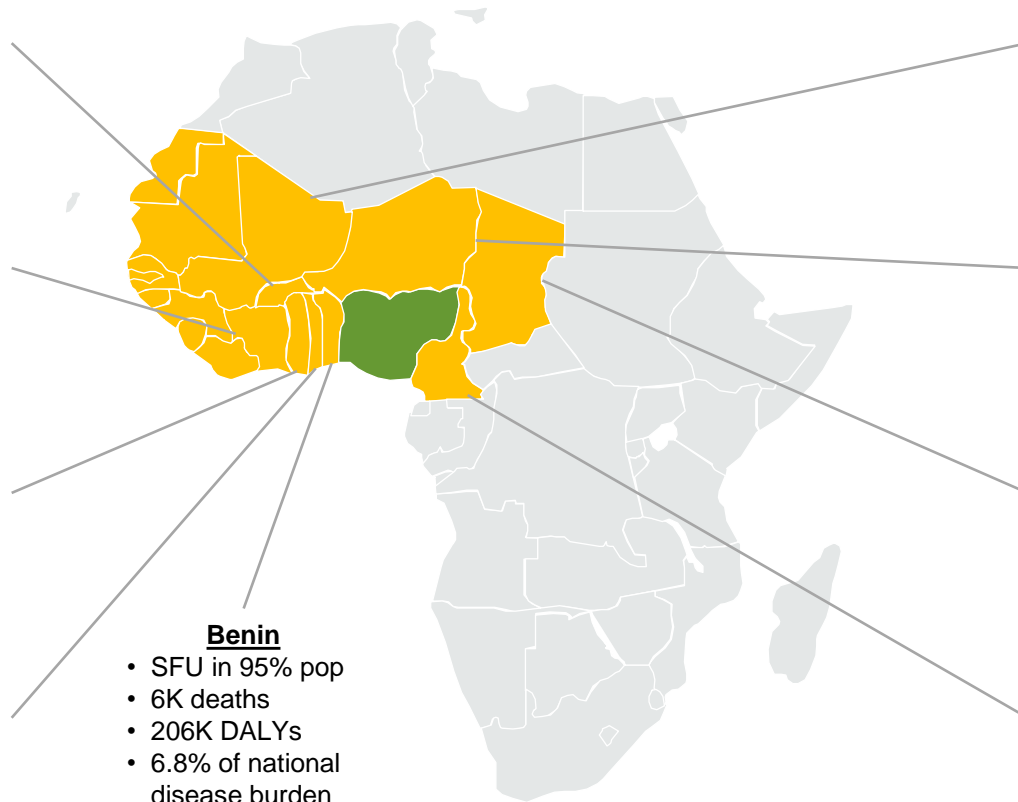 Benin
• SFU in 95% pop
• 6K deaths
• 206K DALYs
• 6.8% of national
disease burden